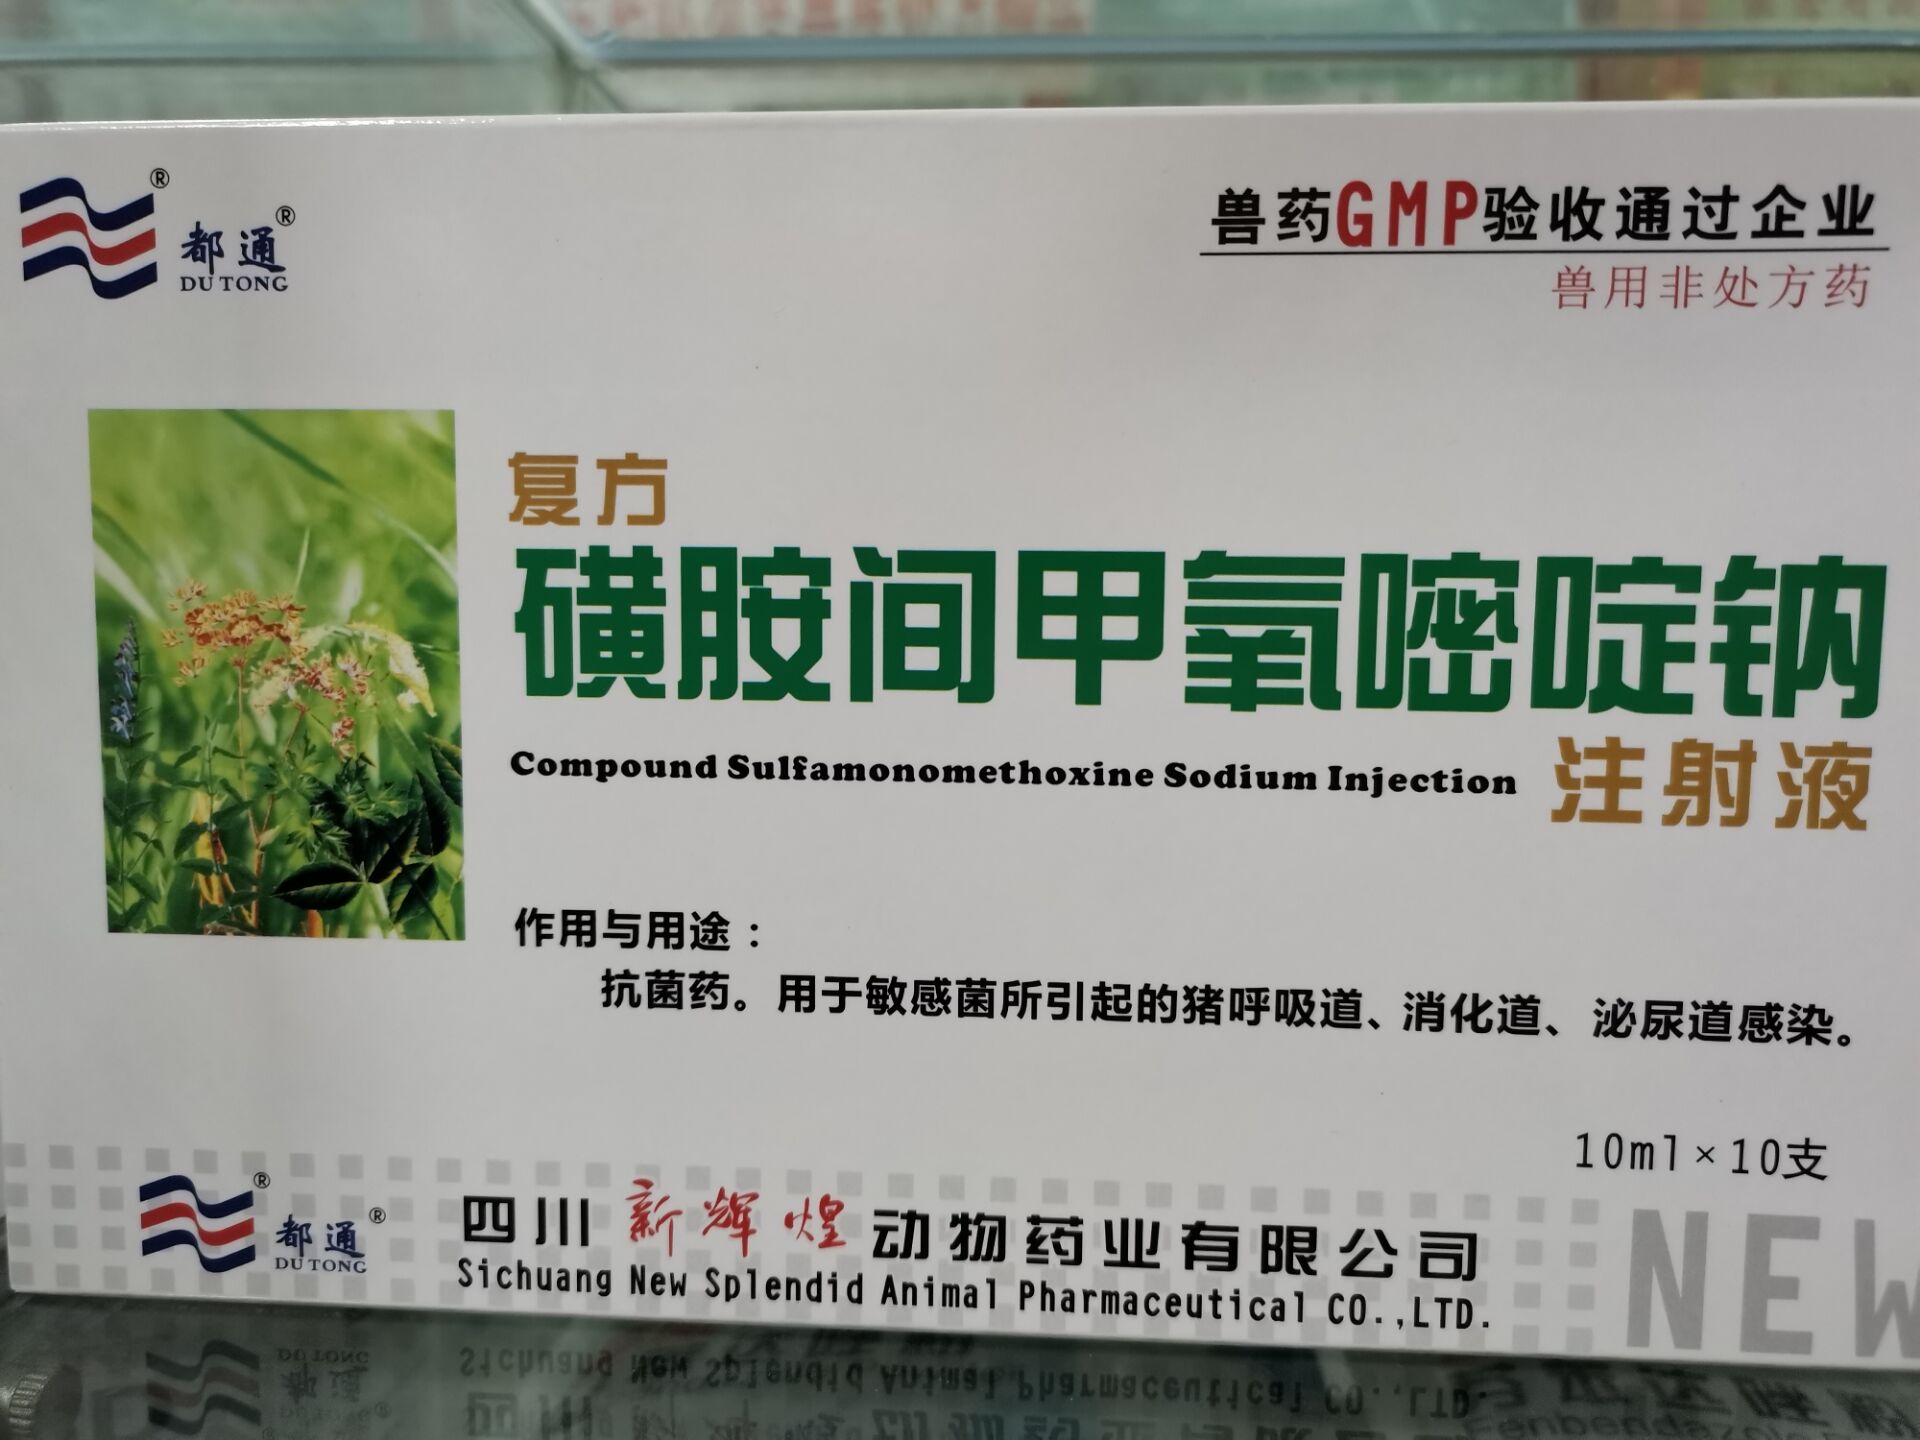 ®
都通®
DU TONG
兽药GMP验收通过企业
兽用非处方药
复方
磺胺间甲氧嘧啶钠
Compound Sulfamonomethoxine Sodium Injection 注射液
作用与用途：
抗菌药。用于敏感菌所引起的猪呼吸道、消化道、泌尿道感染。
10ml×10支
®
都通®
DU TONG
四川新辉煌动物药业有限公司
Sichuang New Splendid Animal Pharmaceutical CO.,LTD.
NEW